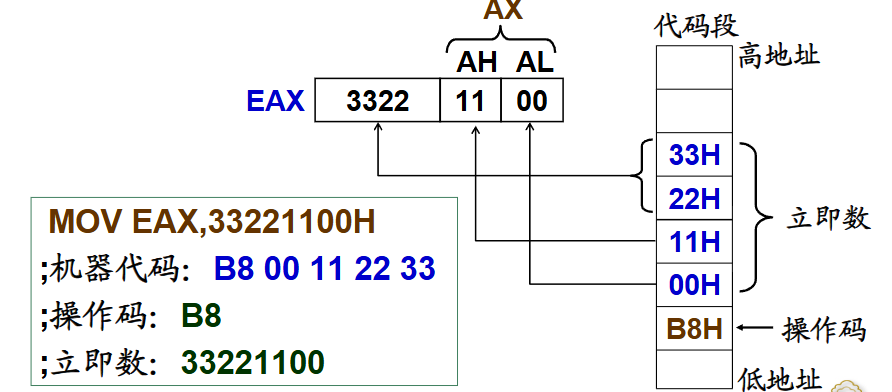 AX
代码段
AH AL
高地址
EAX 3322 11 00
33H
22H
11H
00H
立即数
B8H
操作码
低地址
MOV EAX,33221100H
;机器代码：B8 00 11 22 33
;操作码：B8
;立即数：33221100